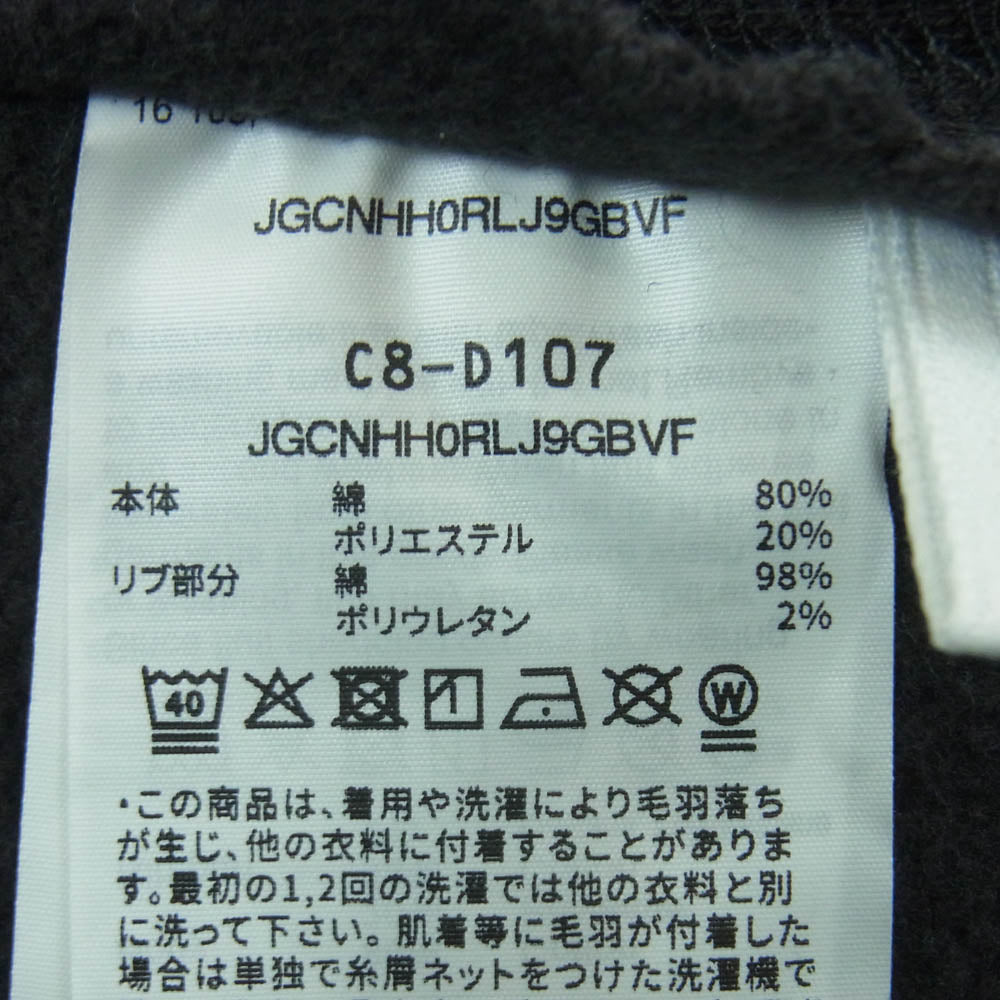 JGCNHH0RLJ9GBVF
C8-D107
JGCNHH0RLJ9GBVF
本体 綿 80%
ポリエステル 20%
リブ部分 綿 98%
ポリウレタン 2%
40 W
・この商品は、着用や洗濯により毛羽落ち
が生じ、他の衣料に付着することがありま
す。最初の1,2回の洗濯では他の衣料と別
に洗って下さい。肌着等に毛羽が付着した
場合は単独で糸屑ネットをつけた洗濯機で